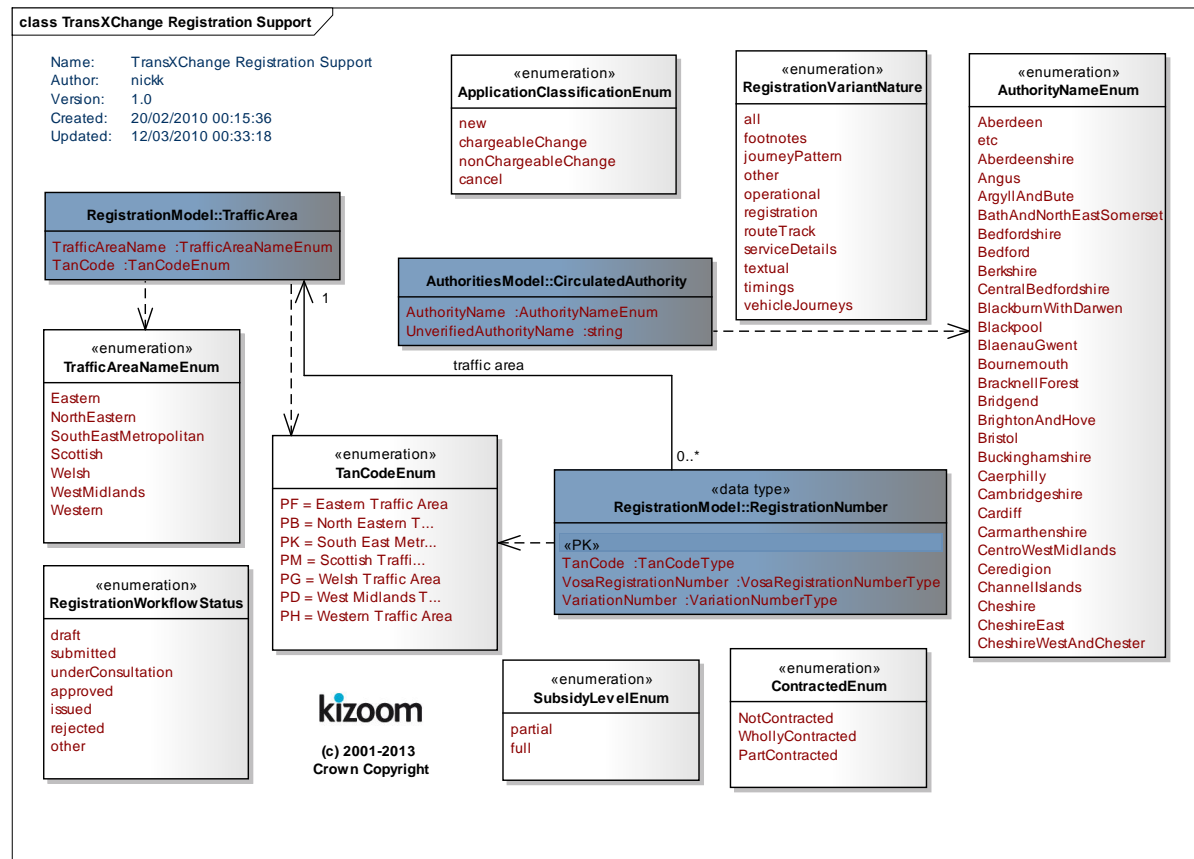 class TransXChange Registration Support
Name: TransXChange Registration Support
Author: nickk
Version: 1.0
Created: 20/02/2010 00:15:36
Updated: 12/03/2010 00:33:18
«enumeration»
ApplicationClassificationEnum
new
chargeableChange
nonChargeableChange
cancel
«enumeration»
RegistrationVariantNature
all
footnotes
journeyPattern
other
operational
registration
routeTrack
serviceDetails
textual
timings
vehicleJourneys
«enumeration»
AuthorityNameEnum
Aberdeen
etc
Aberdeenshire
Angus
ArgyllAndBute
BathAndNorthEastSomerset
Bedfordshire
Bedford
Berkshire
CentralBedfordshire
BlackburnWithDarwen
Blackpool
BlaenauGwent
Bournemouth
BracknellForest
Bridgend
BrightonAndHove
Bristol
Buckinghamshire
Caerphilly
Cambridgeshire
Cardiff
Carmarthenshire
CentroWestMidlands
Ceredigion
ChannelIslands
Cheshire
CheshireEast
CheshireWestAndChester
RegistrationModel::TrafficArea
TrafficAreaName :TrafficAreaNameEnum
TanCode :TanCodeEnum
1
AuthoritiesModel::CirculatedAuthority
AuthorityName :AuthorityNameEnum
UnverifiedAuthorityName :string
traffic area
0..*
«enumeration»
TrafficAreaNameEnum
Eastern
NorthEastern
SouthEastMetropolitan
Scottish
Welsh
WestMidlands
Western
«enumeration»
TanCodeEnum
PF = Eastern Traffic Area
PB = North Eastern T...
PK = South East Metr...
PM = Scottish Traffi...
PG = Welsh Traffic Area
PD = West Midlands T...
PH = Western Traffic Area
«data type»
RegistrationModel::RegistrationNumber
«PK»
TanCode :TanCodeType
VosaRegistrationNumber :VosaRegistrationNumberType
VariationNumber :VariationNumberType
«enumeration»
RegistrationWorkflowStatus
draft
submitted
underConsultation
approved
issued
rejected
other
kizoom
(c) 2001-2013
Crown Copyright
«enumeration»
SubsidyLevelEnum
partial
full
«enumeration»
ContractedEnum
NotContracted
WhollyContracted
PartContracted